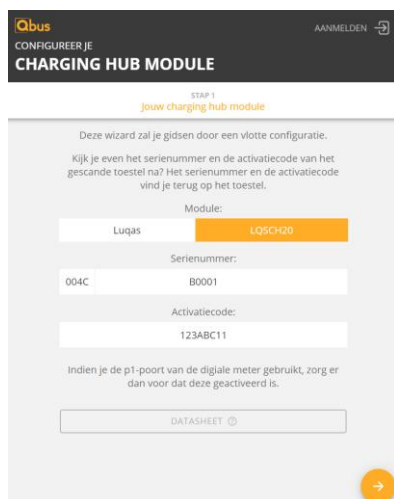 Qbus
AANMELDEN
CONFIGUREER JE
CHARGING HUB MODULE
STAP 1
Jouw charging hub module
Deze wizard zal je gidsen door een vlotte configuratie.
Kijk je even het serienummer en de activatiecode van het
gescande toestel na? Het serienummer en de activatiecode
vind je terug op het toestel.
Module:
Luqas LQSCH20
Serienummer:
004C B0001
Activatiecode:
123ABC11
Indien je de p1-poort van de digiale meter gebruikt, zorg er
dan voor dat deze geactiveerd is.
DATASHEET